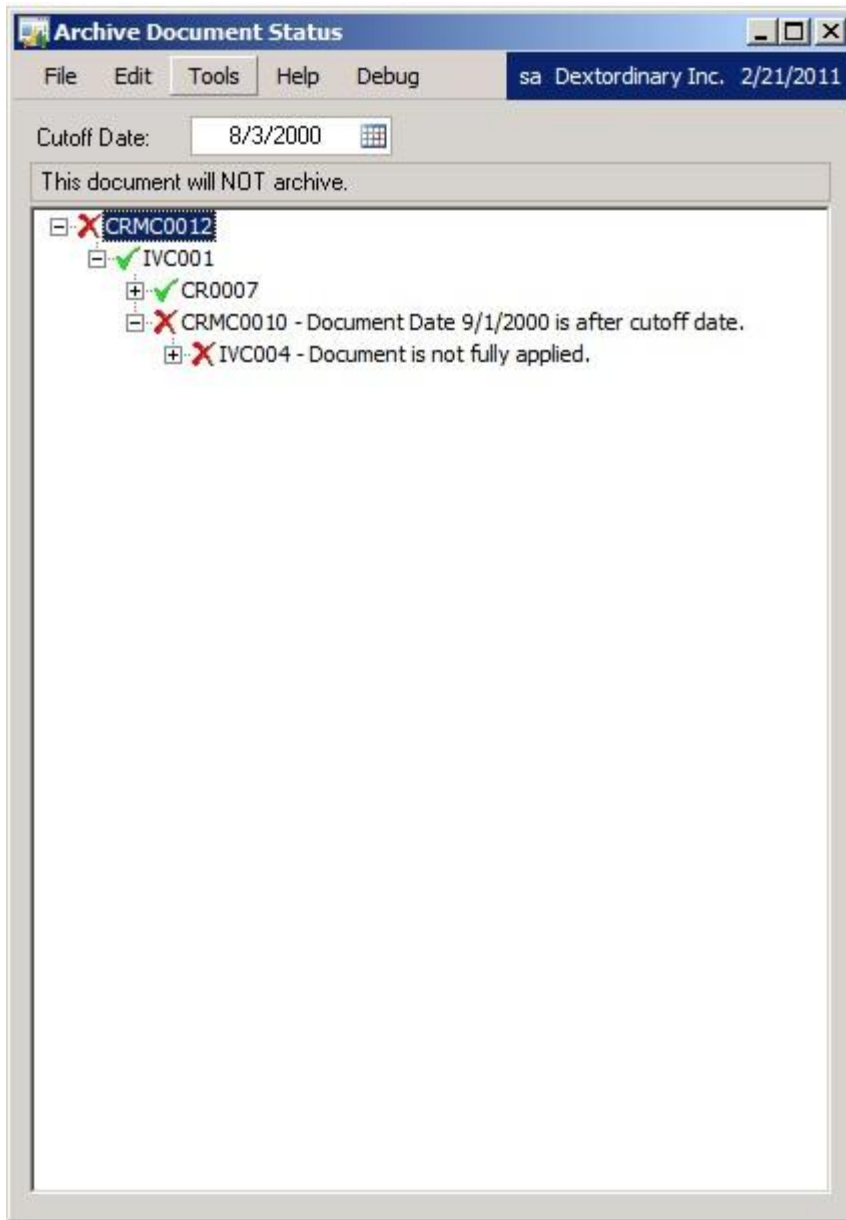 Archive Document Status
File Edit Tools Help Debug sa Dextordinary Inc. 2/21/2011
Cutoff Date: 8/3/2000
This document will NOT archive.
CRMC0012
IVC001
CR0007
CRMC0010 - Document Date 9/1/2000 is after cutoff date.
IVC004 - Document is not fully applied.